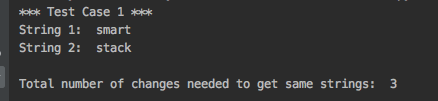 *** Test Case 1 ***
String 1:  smart
String 2:  stack
Total number of changes needed to get same strings:  3